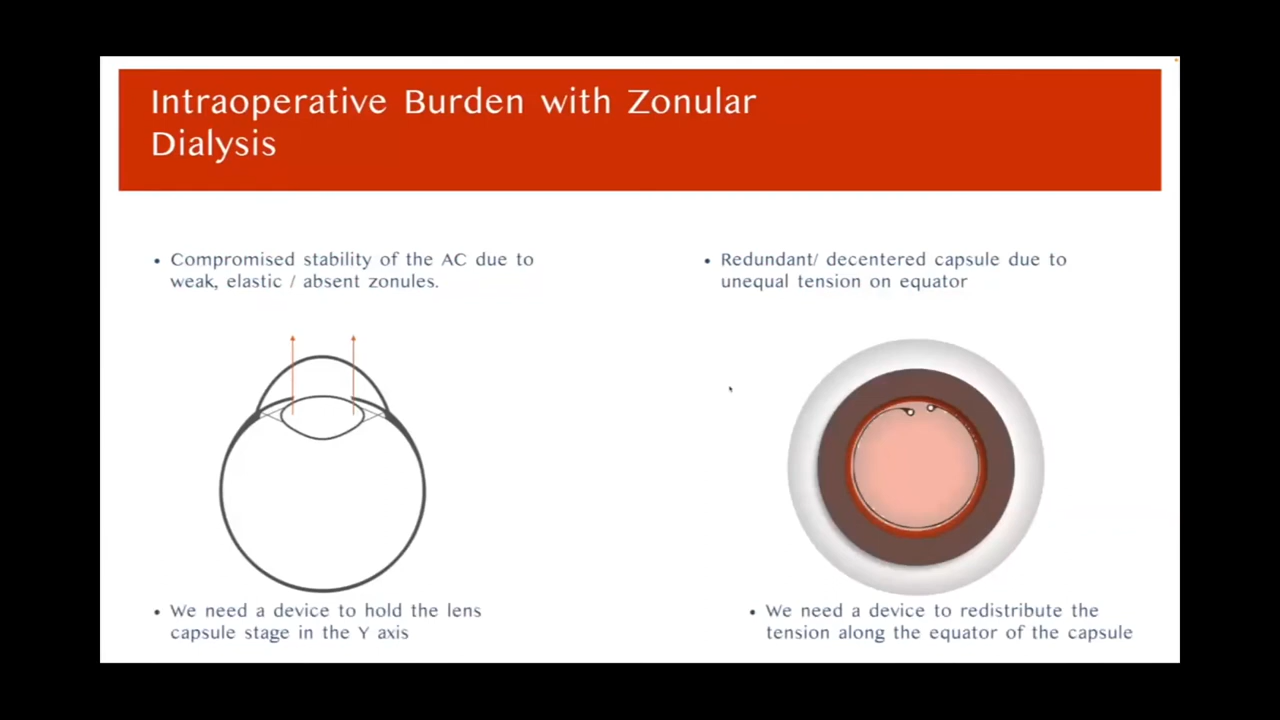 Intraoperative Burden with Zonular
Dialysis
• Compromised stability of the AC due to
weak, elastic / absent zonules.
• Redundant/ decentered capsule due to
unequal tension on equator
• We need a device to hold the lens
capsule stage in the Y axis
• We need a device to redistribute the
tension along the equator of the capsule